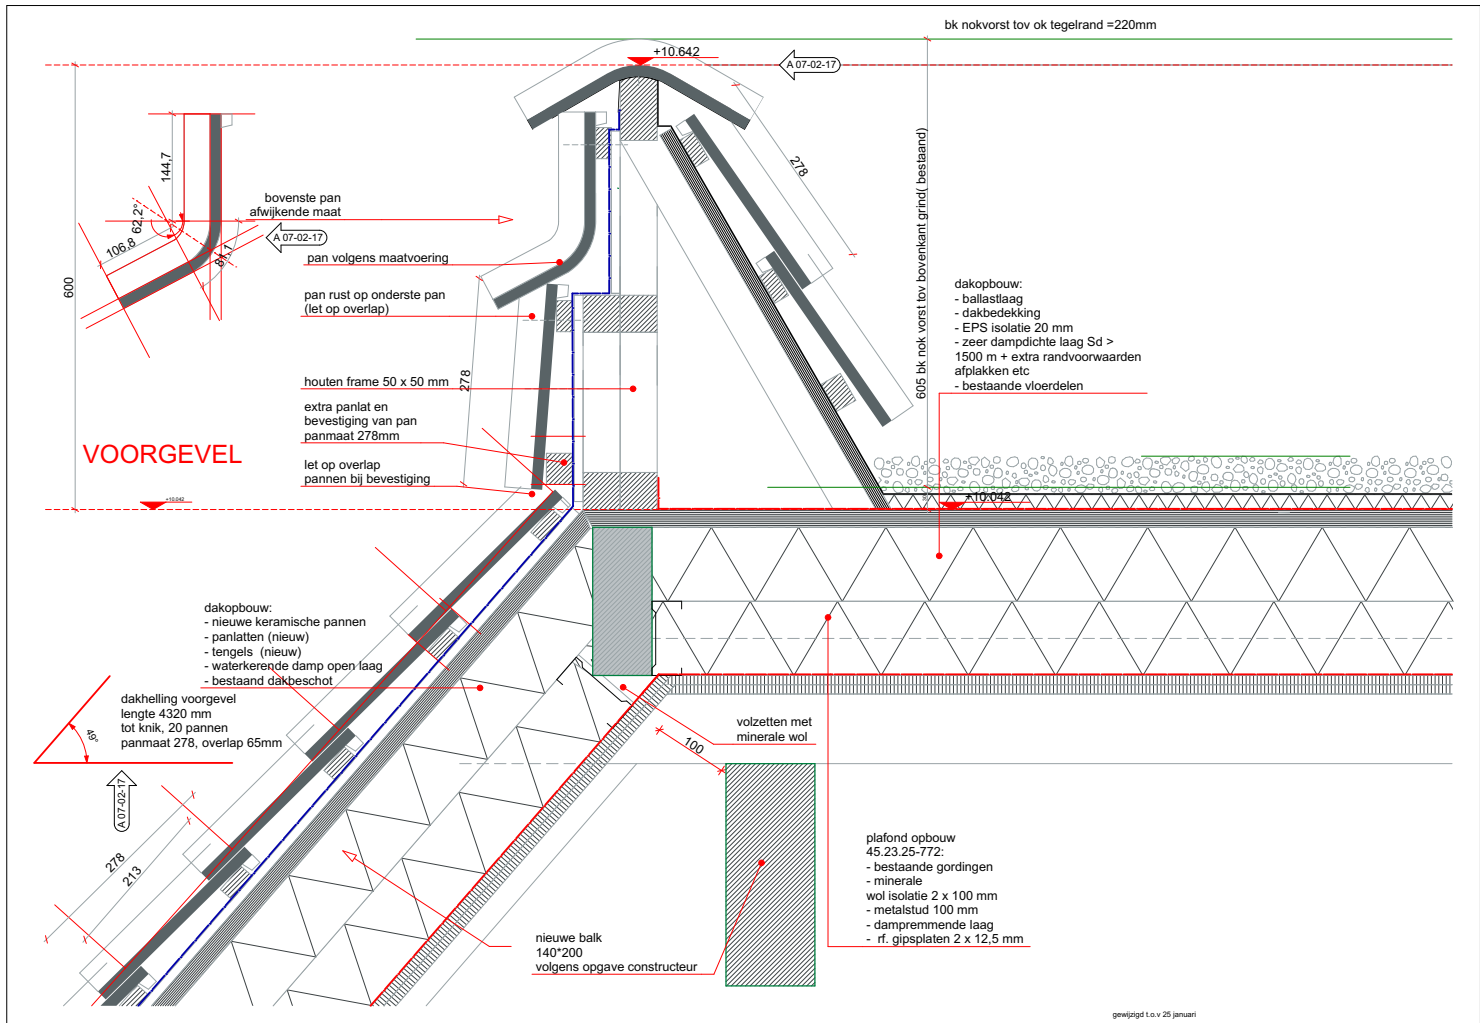 bk nokvorst tov ok tegelrand =220mm
+10.642
A 07-02-17
144,7
62,2°
106,8
81,1
A 07-02-17
bovenste pan
afwijkende maat
pan volgens maatvoering
pan rust op onderste pan
(let op overlap)
600
278
278
605 bk nok vorst tov bovenkant grind( bestaand)
houten frame 50 x 50 mm
extra panlat en
bevestiging van pan
panmaat 278mm
let op overlap
pannen bij bevestiging
VOORGEVEL
+10.042
+10.042
dakopbouw:
- ballastlaag
- dakbedekking
- EPS isolatie 20 mm
- zeer dampdichte laag Sd >
1500 m + extra randvoorwaarden
afplakken etc
- bestaande vloerdelen
dakopbouw:
- nieuwe keramische pannen
- panlatten (nieuw)
- tengels  (nieuw)
- waterkerende damp open laag
- bestaand dakbeschot
dakhelling voorgevel
lengte 4320 mm
tot knik, 20 pannen
panmaat 278, overlap 65mm
49°
A 07-02-17
278
213
volzetten met
minerale wol
100
nieuwe balk
140*200
volgens opgave constructeur
plafond opbouw
45.23.25-772:
- bestaande gordingen
- minerale
wol isolatie 2 x 100 mm
- metalstud 100 mm
- dampremmende laag
-  rf. gipsplaten 2 x 12,5 mm
gewijzigd t.o.v 25 januari